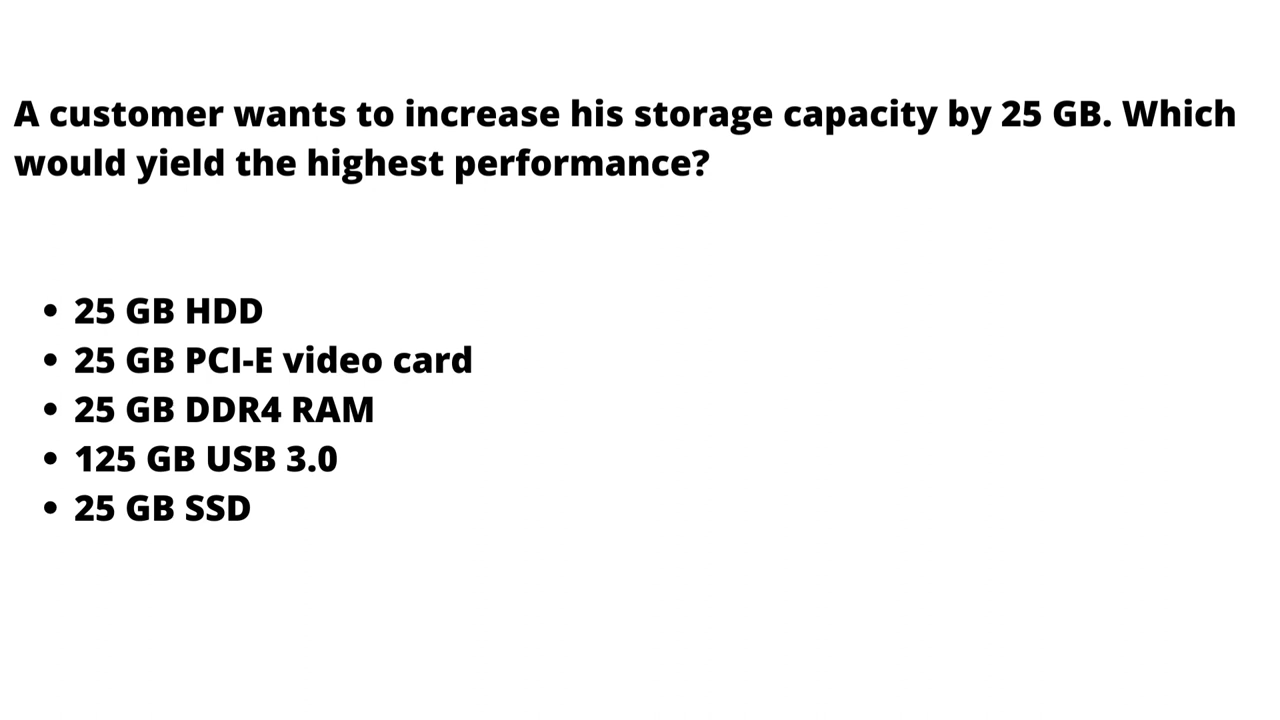 A customer wants to increase his storage capacity by 25 GB. Which
would yield the highest performance?
• 25 GB HDD
• 25 GB PCI-E video card
• 25 GB DDR4 RAM
• 125 GB USB 3.0
• 25 GB SSD